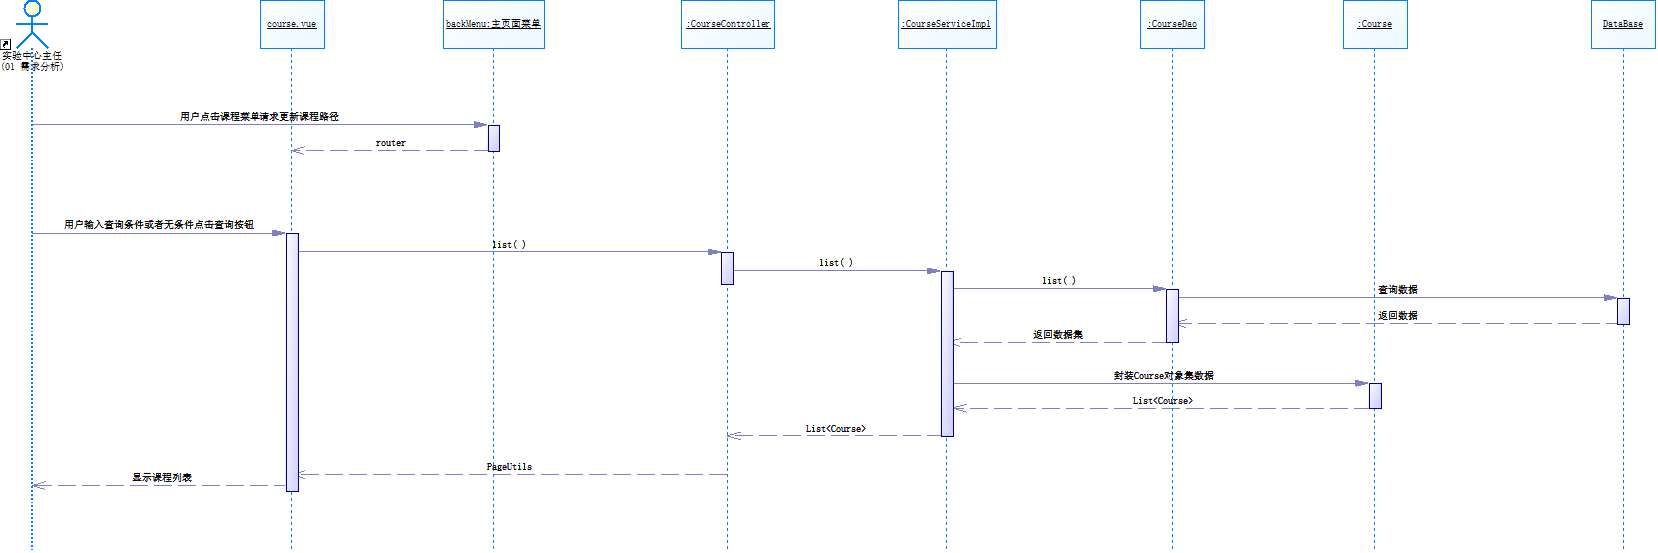 course.vue
backMenu:主页面菜单
:CourseController
:CourseServiceImpl
:CourseDao
:Course
DataBase
实验中心主任
(01 需求分析)
用户点击课程菜单请求更新课程路径
router
用户输入查询条件或者无条件点击查询按钮
list( )
list( )
list( )
查询数据
返回数据
返回数据集
封装Course对象集数据
List<Course>
List<Course>
PageUtils
显示课程列表